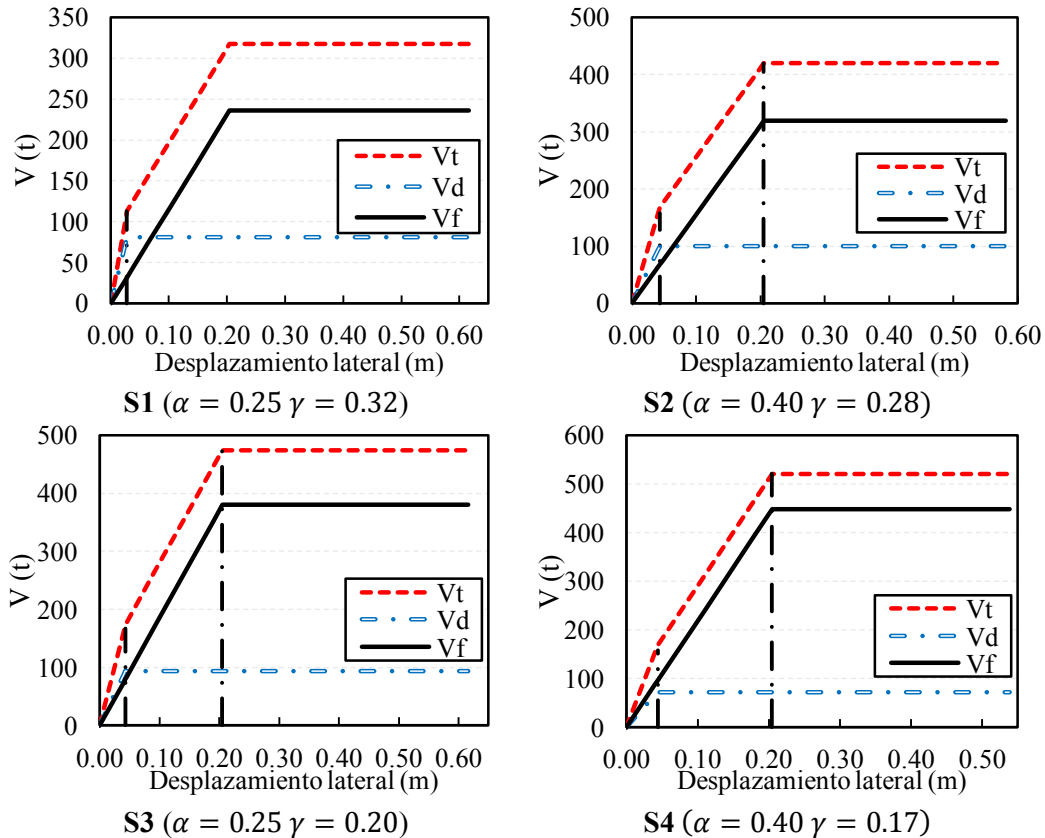 350
300
250
200
150
100
50
0
V (t)
Vt
Vd
Vf
0.00 0.10 0.20 0.30 0.40 0.50 0.60
Desplazamiento lateral (m)
S1 (α = 0.25 γ = 0.32)
500
400
300
200
100
0
V (t)
Vt
Vd
Vf
0.00 0.10 0.20 0.30 0.40 0.50 0.60
Desplazamiento lateral (m)
S2 (α = 0.40 γ = 0.28)
500
400
300
200
100
0
V (t)
Vt
Vd
Vf
0.00 0.10 0.20 0.30 0.40 0.50 0.60
Desplazamiento lateral (m)
S3 (α = 0.25 γ = 0.20)
600
500
400
300
200
100
0
V (t)
Vt
Vd
Vf
0.00 0.10 0.20 0.30 0.40 0.50
Desplazamiento lateral (m)
S4 (α = 0.40 γ = 0.17)